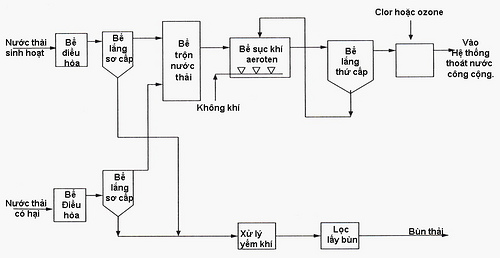 Nước thải
sinh hoạt
Bể
điều
hóa
Bể
lắng
sơ cấp
Bể
trộn
nước
thải
Không khí
Bể sục khí
aeroten
Bể
lắng
thứ cấp
Clor hoặc ozone
Vào
Hệ thống
thoát nước
công cộng.
Nước thải
có hại
Bể
Điều
hóa
Bể
lắng
sơ cấp
Xử lý
yếm khí
Lọc
lấy bùn
Bùn thải